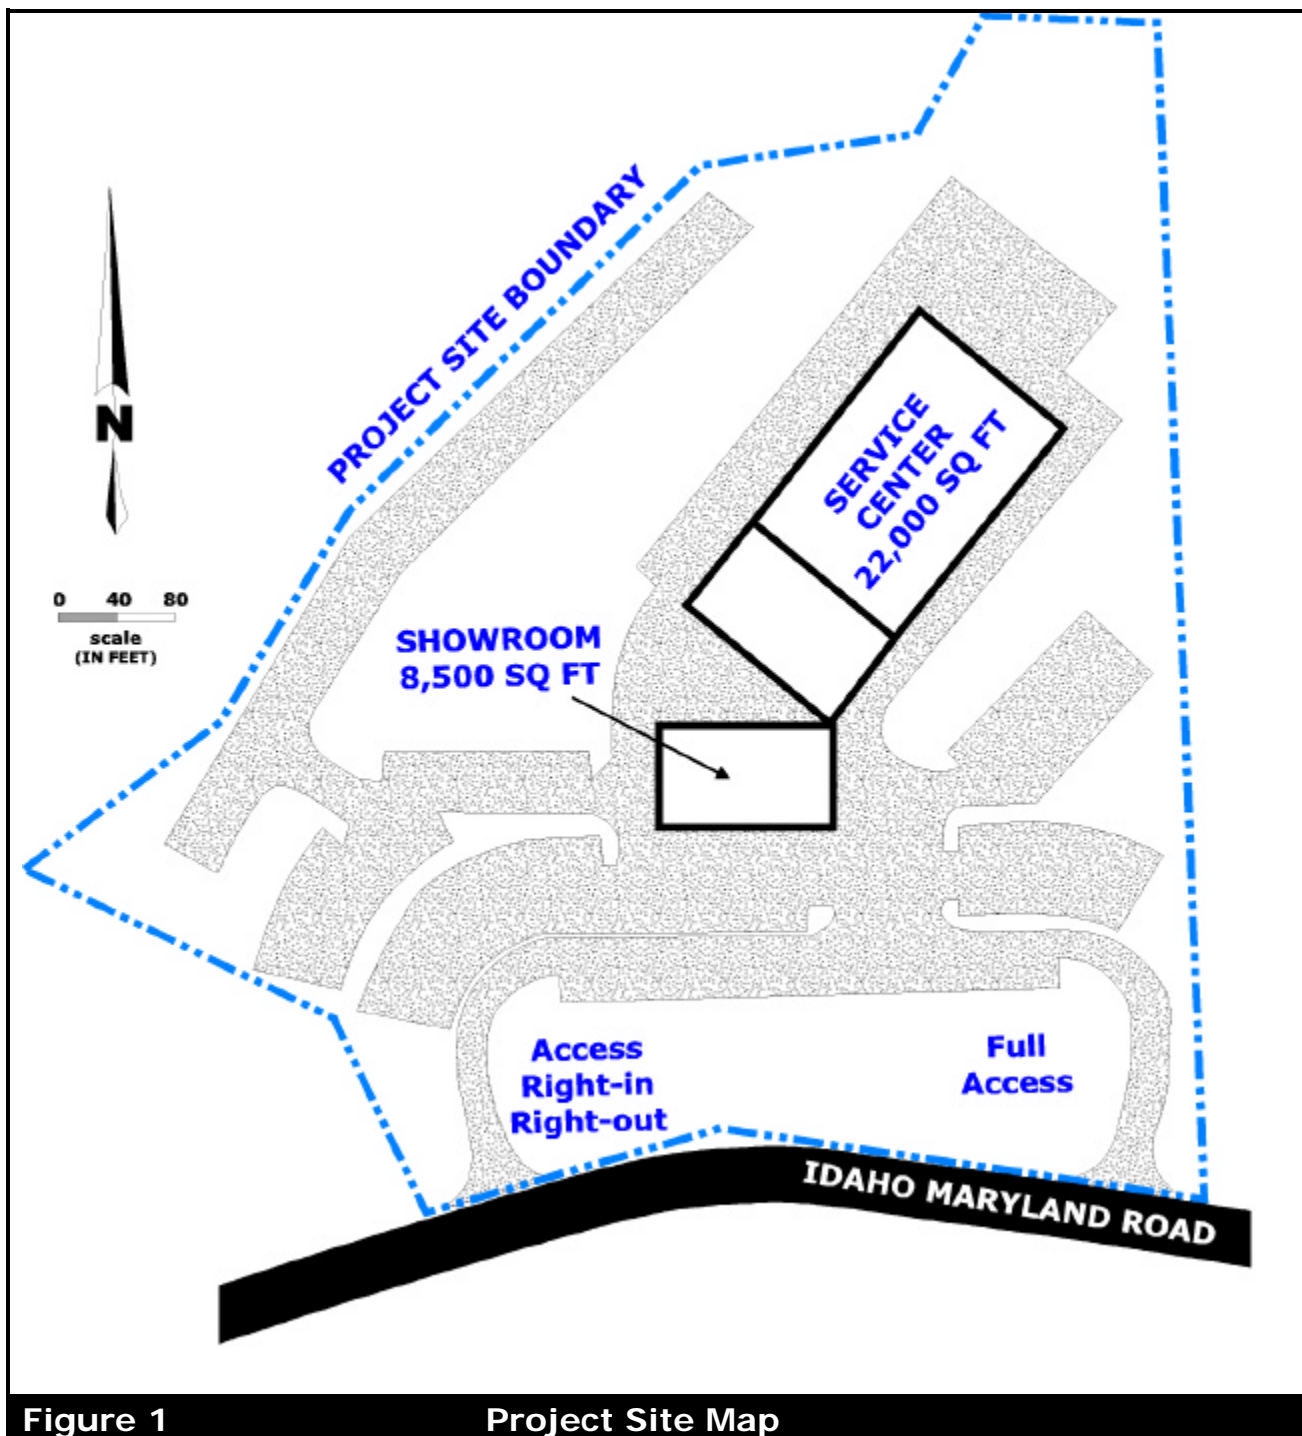 PROJECT SITE BOUNDARY
N
0 40 80
scale
(IN FEET)
SERVICE
CENTER
22,000 SQ FT
SHOWROOM
8,500 SQ FT
Access
Right-in
Right-out
Full
Access
IDAHO MARYLAND ROAD
Figure 1 Project Site Map